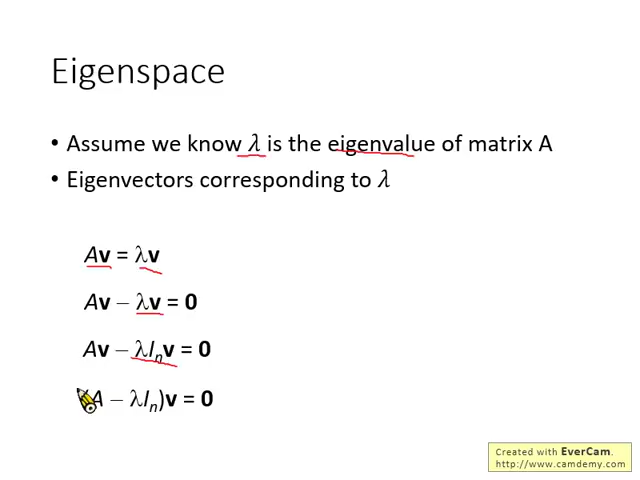 Eigenspace
• Assume we know λ is the eigenvalue of matrix A
• Eigenvectors corresponding to λ
Av = λv
Av − λv = 0
Av − λIₙv = 0
(A − λIₙ)v = 0
Created with EverCam.
http://www.camdemy.com